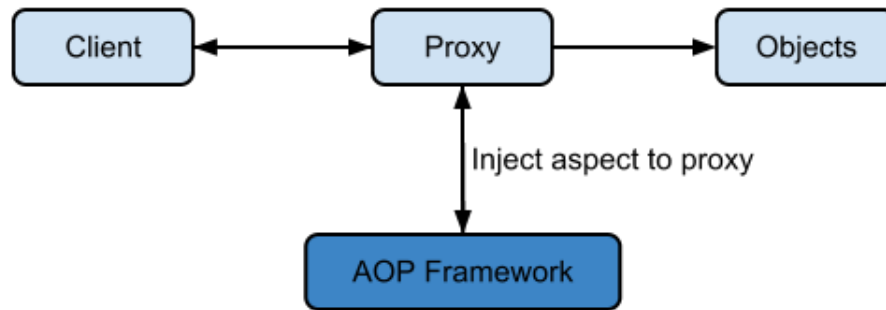 Client
Proxy
Objects
Inject aspect to proxy
AOP Framework